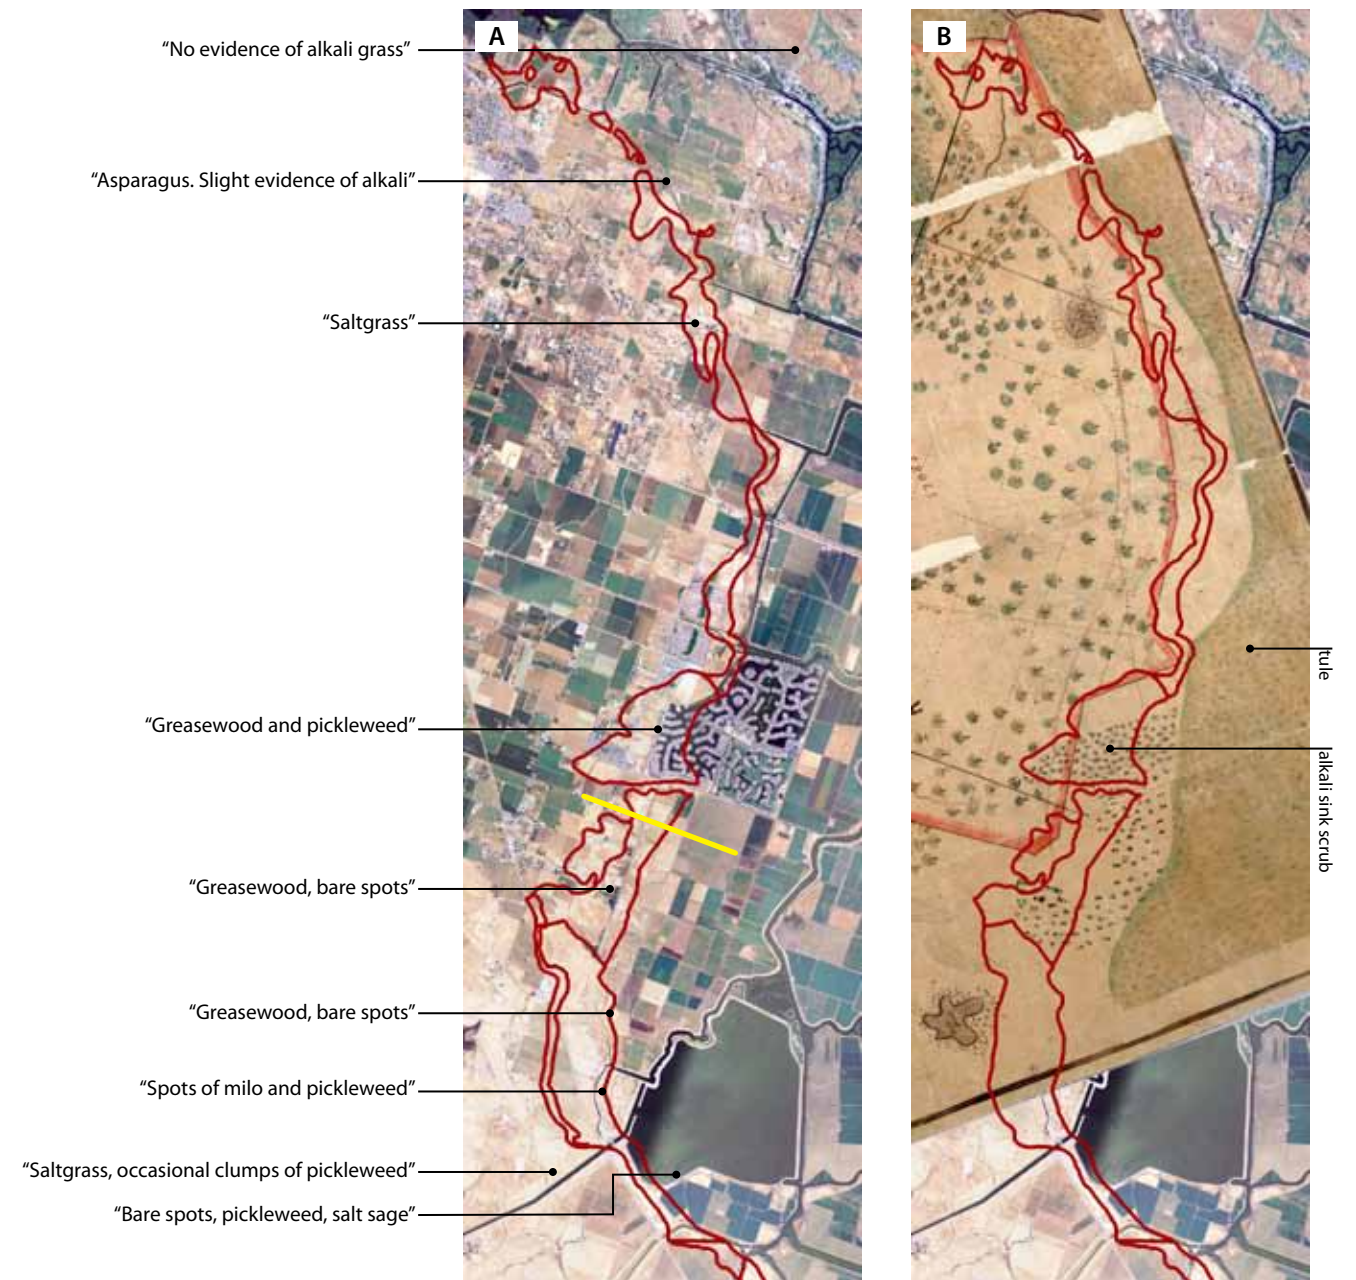 A
B
“No evidence of alkali grass”
“Asparagus. Slight evidence of alkali”
“Saltgrass”
“Greasewood and pickleweed”
“Greasewood, bare spots”
“Greasewood, bare spots”
“Spots of milo and pickleweed”
“Saltgrass, occasional clumps of pickleweed”
“Bare spots, pickleweed, salt sage”
tule
alkali sink scrub